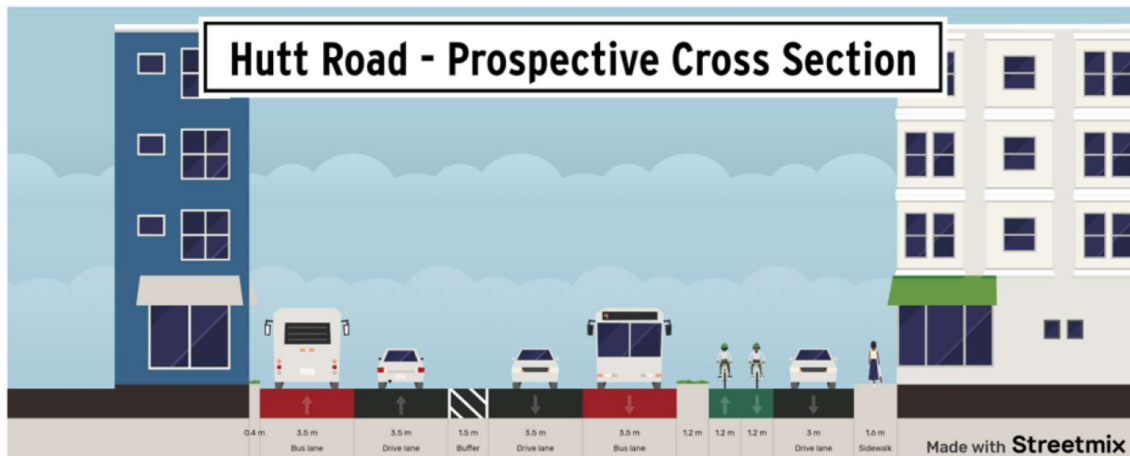 Hutt Road - Prospective Cross Section
0.4 m 3.5 m 3.5 m 1.5 m 3.5 m 3.5 m 1.2 m 1.2 m 1.2 m 3 m 1.6 m
Bus lane Drive lane Buffer Drive lane Bus lane Drive lane Sidewalk
Made with Streetmix